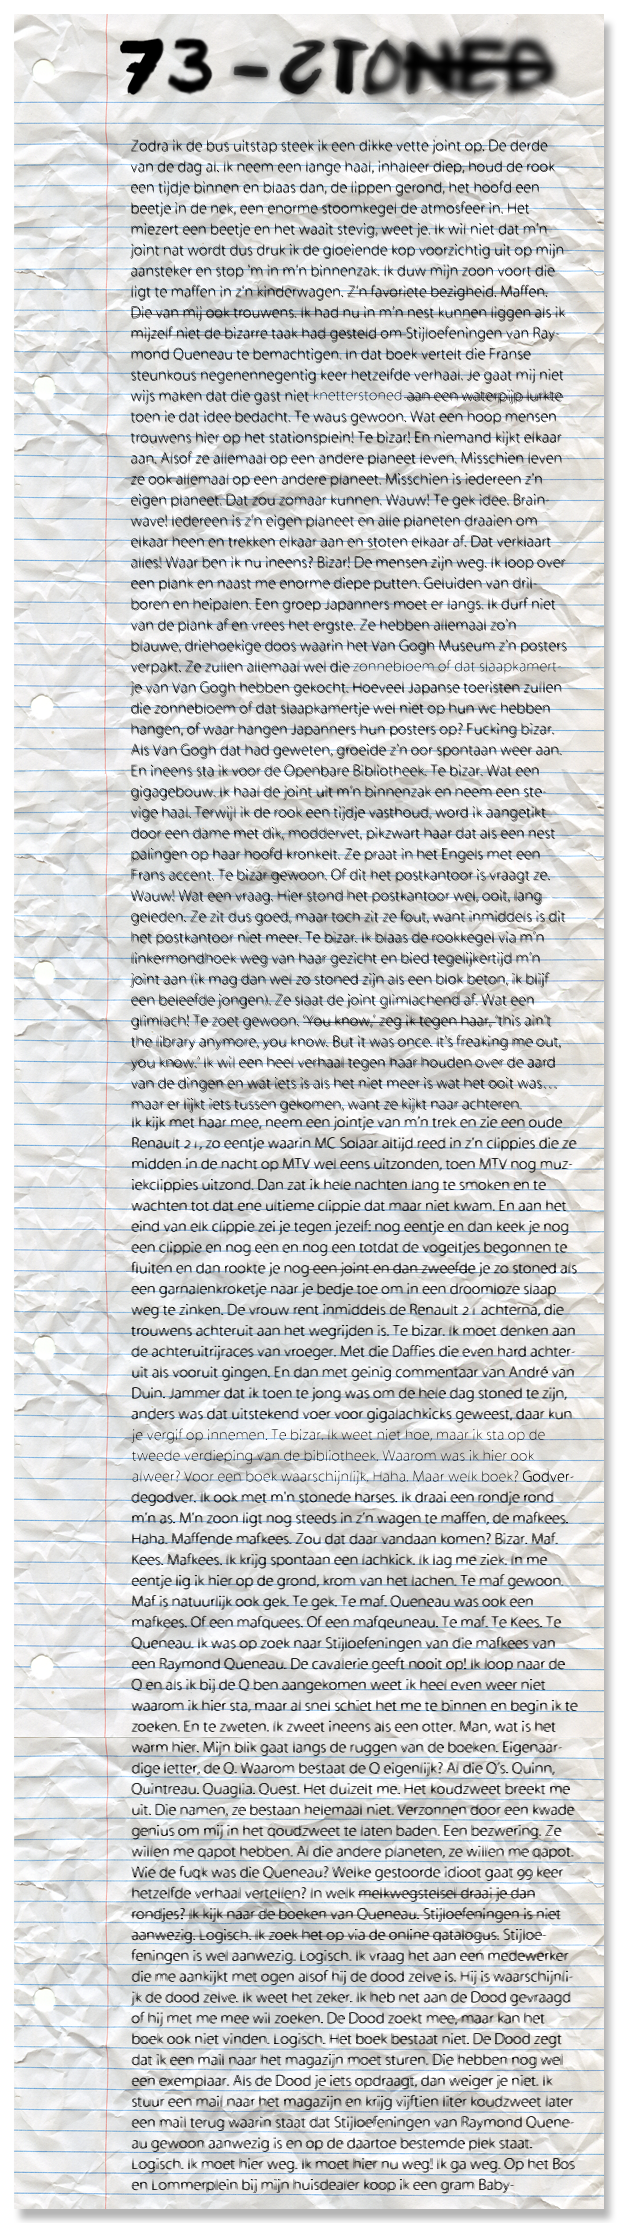 73 - STONED
Zodra ik de bus uitstap steek ik een dikke vette joint op. De derde
van de dag al. Ik neem een lange haal, inhaleer diep, houd de rook
een tijdje binnen en blaas dan, de lippen gerond, het hoofd een
beetje in de nek, een enorme stoomkegel de atmosfeer in. Het
miezert een beetje en het waait stevig, weet je. Ik wil niet dat m'n
joint nat wordt dus druk ik de gloeiende kop voorzichtig uit op mijn
aansteker en stop 'm in m'n binnenzak. Ik duw mijn zoon voort die
ligt te maffen in z'n kinderwagen. Z'n favoriete bezigheid. Maffen.
Die van mij ook trouwens. Ik had nu in m'n nest kunnen liggen als ik
mijzelf niet de bizarre taak had gesteld om Stijloefeningen van Ray-
mond Queneau te bemachtigen. In dat boek vertelt die Franse
steunkous negenennegentig keer hetzelfde verhaal. Je gaat mij niet
wijs maken dat die gast niet knetterstoned aan een waterpijp lurkte
toen ie dat idee bedacht. Te waus gewoon. Wat een hoop mensen
trouwens hier op het stationsplein! Te bizar! En niemand kijkt elkaar
aan. Alsof ze allemaal op een andere planeet leven. Misschien leven
ze ook allemaal op een andere planeet. Misschien is iedereen z'n
eigen planeet. Dat zou zomaar kunnen. Wauw! Te gek idee. Brain-
wave! Iedereen is z'n eigen planeet en alle planeten draaien om
elkaar heen en trekken elkaar aan en stoten elkaar af. Dat verklaart
alles! Waar ben ik nu ineens? Bizar! De mensen zijn weg. Ik loop over
een plank en naast me enorme diepe putten. Geluiden van dril-
boren en heipalen. Een groep Japanners moet er langs. Ik durf niet
van de plank af en vrees het ergste. Ze hebben allemaal zo'n
blauwe, driehoekige doos waarin het Van Gogh Museum z'n posters
verpakt. Ze zullen allemaal wel die zonnebloem of dat slaapkamert-
je van Van Gogh hebben gekocht. Hoeveel Japanse toeristen zullen
die zonnebloem of dat slaapkamertje wel niet op hun wc hebben
hangen, of waar hangen Japanners hun posters op? Fucking bizar.
Als Van Gogh dat had geweten, groeide z'n oor spontaan weer aan.
En ineens sta ik voor de Openbare Bibliotheek. Te bizar. Wat een
gigagebouw. Ik haal de joint uit m'n binnenzak en neem een ste-
vige haal. Terwijl ik de rook een tijdje vasthoud, word ik aangetikt
door een dame met dik, moddervet, pikzwart haar dat als een nest
palingen op haar hoofd kronkelt. Ze praat in het Engels met een
Frans accent. Te bizar gewoon. Of dit het postkantoor is vraagt ze.
Wauw! Wat een vraag. Hier stond het postkantoor wel, ooit, lang
geleden. Ze zit dus goed, maar toch zit ze fout, want inmiddels is dit
het postkantoor niet meer. Te bizar. Ik blaas de rookkegel via m'n
linkermondhoek weg van haar gezicht en bied tegelijkertijd m'n
joint aan (ik mag dan wel zo stoned zijn als een blok beton, ik blijf
een beleefde jongen). Ze slaat de joint glimlachend af. Wat een
glimlach! Te zoet gewoon. 'You know,' zeg ik tegen haar, 'this ain't
the library anymore, you know. But it was once. It's freaking me out,
you know.' Ik wil een heel verhaal tegen haar houden over de aard
van de dingen en wat iets is als het niet meer is wat het ooit was...
maar er lijkt iets tussen gekomen, want ze kijkt naar achteren.
Ik kijk met haar mee, neem een jointje van m'n trek en zie een oude
Renault 21, zo eentje waarin MC Solaar altijd reed in z'n clippies die ze
midden in de nacht op MTV wel eens uitzonden, toen MTV nog muz-
iekclippies uitzond. Dan zat ik hele nachten lang te smoken en te
wachten tot dat ene ultieme clippie dat maar niet kwam. En aan het
eind van elk clippie zei je tegen jezelf: nog eentje en dan keek je nog
een clippie en nog een en nog een totdat de vogeltjes begonnen te
fluiten en dan rookte je nog een joint en dan zweefde je zo stoned als
een garnalenkroketje naar je bedje toe om in een droomloze slaap
weg te zinken. De vrouw rent inmiddels de Renault 21 achterna, die
trouwens achteruit aan het wegrijden is. Te bizar. Ik moet denken aan
de achteruitrijraces van vroeger. Met die Daffies die even hard achter-
uit als vooruit gingen. En dan met geinig commentaar van André van
Duin. Jammer dat ik toen te jong was om de hele dag stoned te zijn,
anders was dat uitstekend voer voor gigalachkicks geweest, daar kun
je vergif op innemen. Te bizar, ik weet niet hoe, maar ik sta op de
tweede verdieping van de bibliotheek. Waarom was ik hier ook
alweer? Voor een boek waarschijnlijk. Haha. Maar welk boek? Godver-
degodver. Ik ook met m'n stonede harses. Ik draai een rondje rond
m'n as. M'n zoon ligt nog steeds in z'n wagen te maffen, de mafkees.
Haha. Maffende mafkees. Zou dat daar vandaan komen? Bizar. Maf.
Kees. Mafkees. Ik krijg spontaan een lachkick. Ik lag me ziek. In me
eentje lig ik hier op de grond, krom van het lachen. Te maf gewoon.
Maf is natuurlijk ook gek. Te gek. Te maf. Queneau was ook een
mafkees. Of een mafquees. Of een mafqeuneau. Te maf. Te Kees. Te
Queneau. Ik was op zoek naar Stijloefeningen van die mafkees van
een Raymond Queneau. De cavalerie geeft nooit op! Ik loop naar de
Q en als ik bij de Q ben aangekomen weet ik heel even weer niet
waarom ik hier sta, maar al snel schiet het me te binnen en begin ik te
zoeken. En te zweten. Ik zweet ineens als een otter. Man, wat is het
warm hier. Mijn blik gaat langs de ruggen van de boeken. Eigenaar-
dige letter, de Q. Waarom bestaat de Q eigenlijk? Al die Q's. Quinn,
Quintreau. Quaglia. Quest. Het duizelt me. Het koudzweet breekt me
uit. Die namen, ze bestaan helemaal niet. Verzonnen door een kwade
genius om mij in het qoudzweet te laten baden. Een bezwering. Ze
willen me qapot hebben. Al die andere planeten, ze willen me qapot.
Wie de fuqk was die Queneau? Welke gestoorde idioot gaat 99 keer
hetzelfde verhaal vertellen? In welk melkwegstelsel draai je dan
rondjes? Ik kijk naar de boeken van Queneau. Stijloefeningen is niet
aanwezig. Logisch. Ik zoek het op via de online qatalogus. Stijloe-
feningen is wel aanwezig. Logisch. Ik vraag het aan een medewerker
die me aankijkt met ogen alsof hij de dood zelve is. Hij is waarschijnli-
jk de dood zelve. Ik weet het zeker. Ik heb net aan de Dood gevraagd
of hij met me mee wil zoeken. De Dood zoekt mee, maar kan het
boek ook niet vinden. Logisch. Het boek bestaat niet. De Dood zegt
dat ik een mail naar het magazijn moet sturen. Die hebben nog wel
een exemplaar. Als de Dood je iets opdraagt, dan weiger je niet. Ik
stuur een mail naar het magazijn en krijg vijftien liter koudzweet later
een mail terug waarin staat dat Stijloefeningen van Raymond Quene-
au gewoon aanwezig is en op de daartoe bestemde plek staat.
Logisch. Ik moet hier weg. Ik moet hier nu weg! Ik ga weg. Op het Bos
en Lommerplein bij mijn huisdealer koop ik een gram Baby-